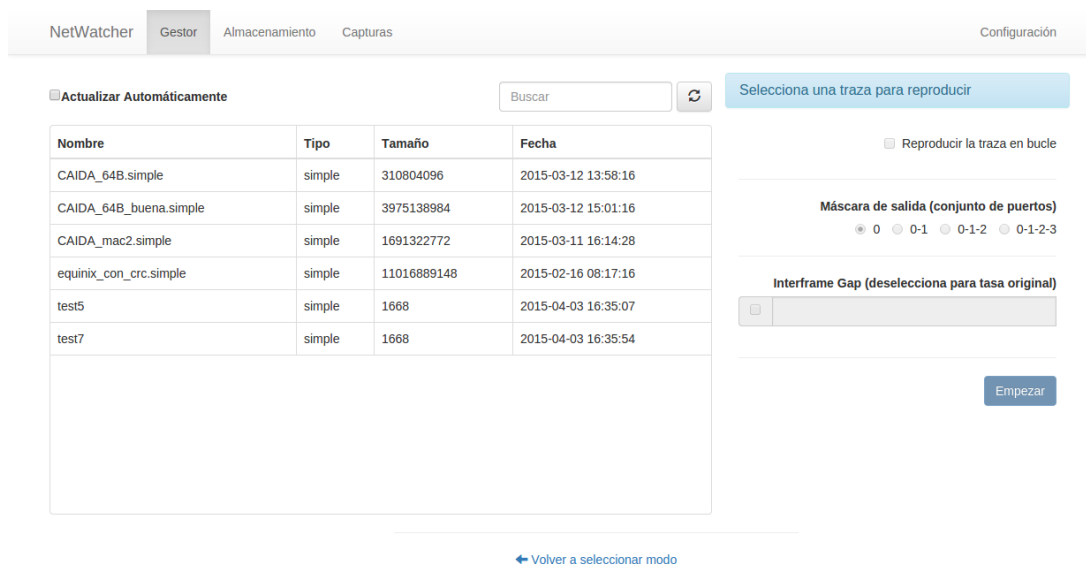 NetWatcher Gestor Almacenamiento Capturas Configuración
Actualizar Automáticamente Buscar
Selecciona una traza para reproducir
Nombre Tipo Tamaño Fecha
CAIDA_64B.simple simple 310804096 2015-03-12 13:58:16
CAIDA_64B_buena.simple simple 3975138984 2015-03-12 15:01:16
CAIDA_mac2.simple simple 1691322772 2015-03-11 16:14:28
equinix_con_crc.simple simple 11016889148 2015-02-16 08:17:16
test5 simple 1668 2015-04-03 16:35:07
test7 simple 1668 2015-04-03 16:35:54
Reproducir la traza en bucle
Máscara de salida (conjunto de puertos)
0 0-1 0-1-2 0-1-2-3
Interframe Gap (deselecciona para tasa original)
Empezar
Volver a seleccionar modo